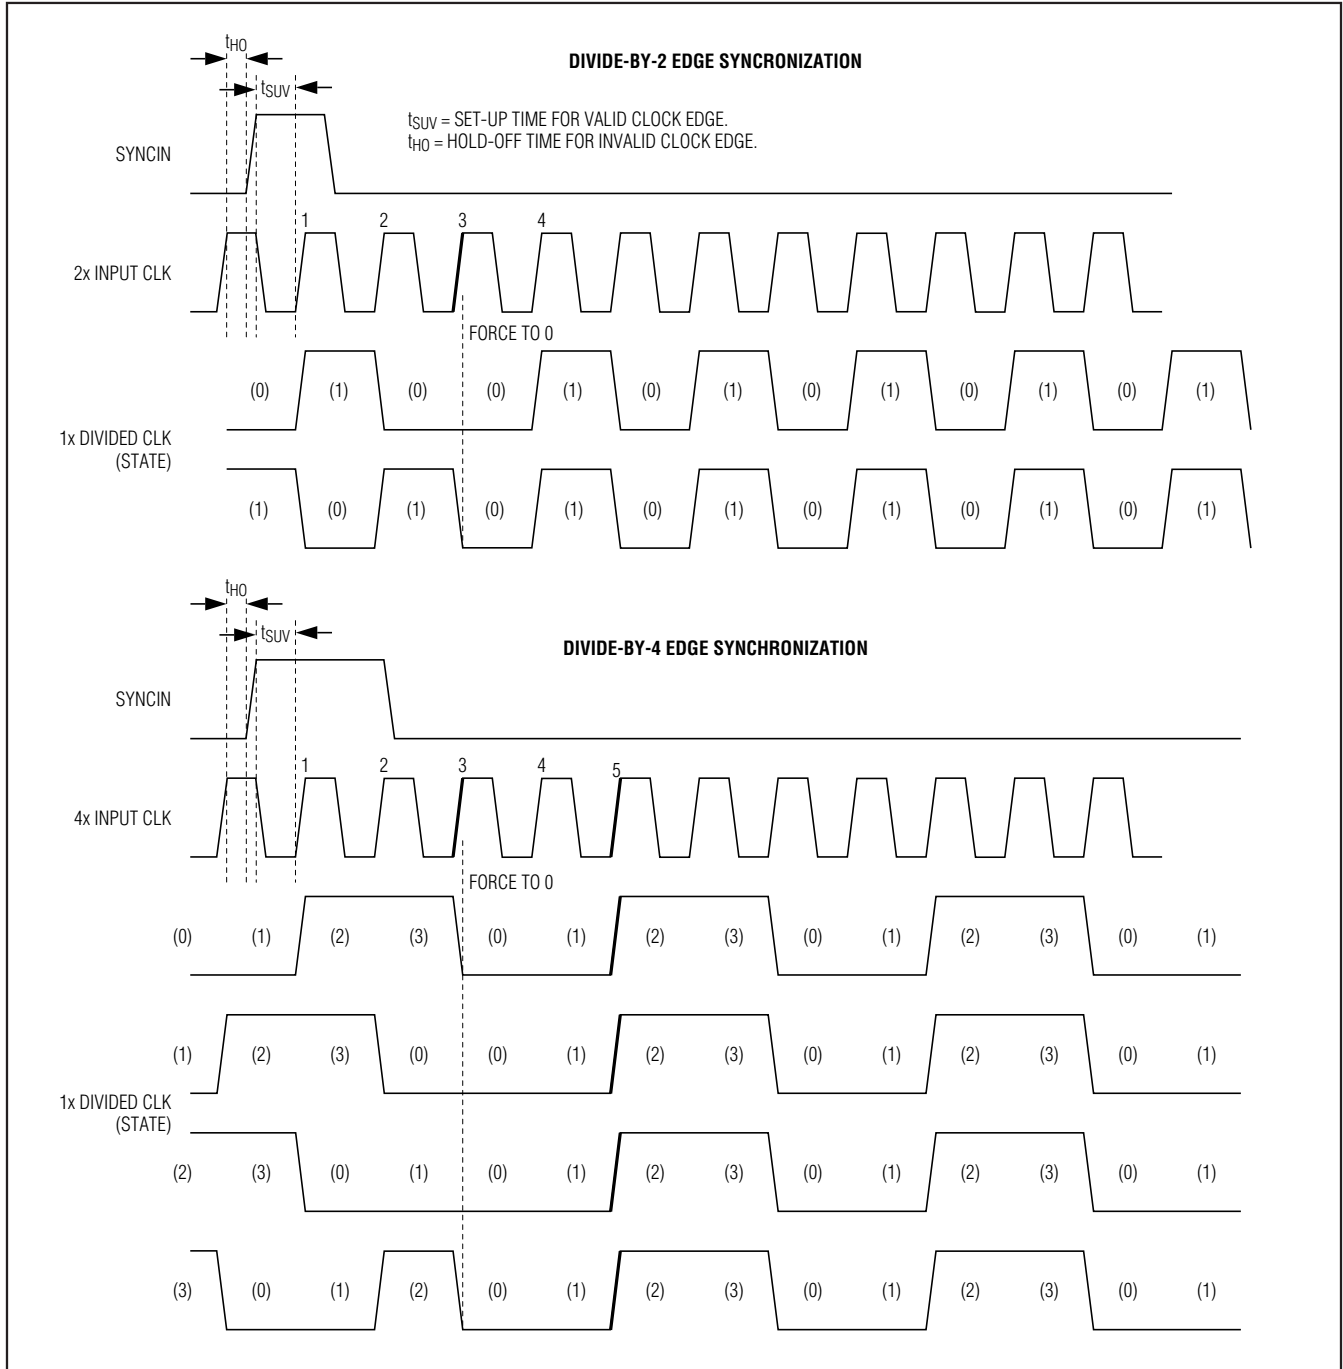 tHO
DIVIDE-BY-2 EDGE SYNCRONIZATION
tSUV
tSUV = SET-UP TIME FOR VALID CLOCK EDGE.
tHO = HOLD-OFF TIME FOR INVALID CLOCK EDGE.
SYNCIN
1 2 3 4
2x INPUT CLK
FORCE TO 0
(0) (1) (0) (0) (1) (0) (1) (0) (1) (0) (1) (0) (1)
1x DIVIDED CLK
(STATE)
(1) (0) (1) (0) (1) (0) (1) (0) (1) (0) (1) (0) (1)
tHO
tSUV
DIVIDE-BY-4 EDGE SYNCHRONIZATION
SYNCIN
1 2 3 4 5
4x INPUT CLK
FORCE TO 0
(0) (1) (2) (3) (0) (1) (2) (3) (0) (1) (2) (3) (0) (1)
(1) (2) (3) (0) (0) (1) (2) (3) (0) (1) (2) (3) (0) (1)
1x DIVIDED CLK
(STATE)
(2) (3) (0) (1) (0) (1) (2) (3) (0) (1) (2) (3) (0) (1)
(3) (0) (1) (2) (0) (1) (2) (3) (0) (1) (2) (3) (0) (1)